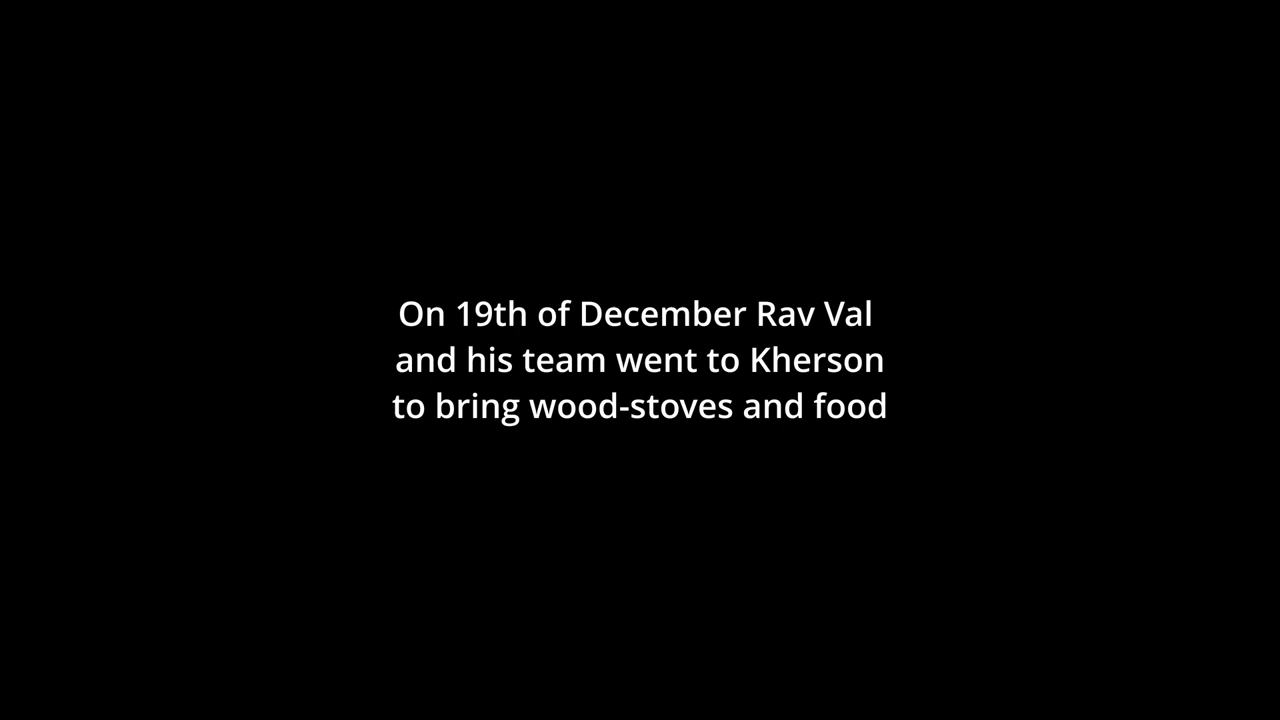 On 19th of December Rav Val
and his team went to Kherson
to bring wood-stoves and food